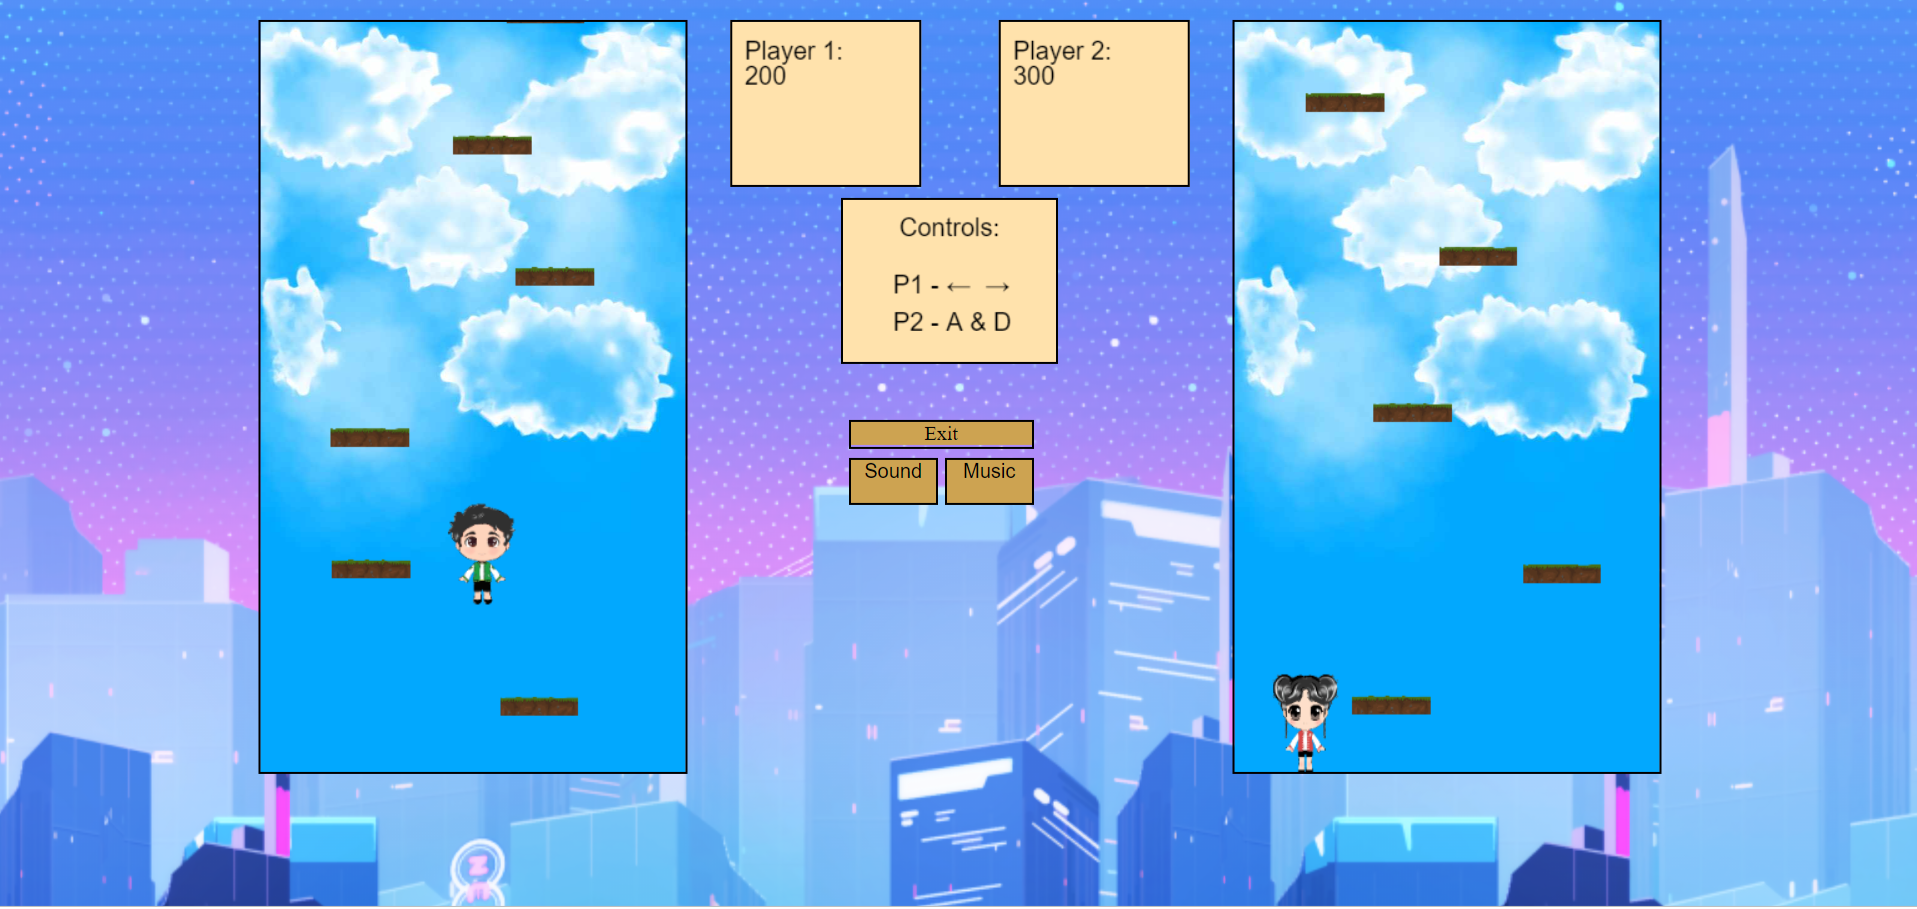 Player 1:
200
Player 2:
300
Controls:
P1 - ← →
P2 - A & D
Exit
Sound
Music